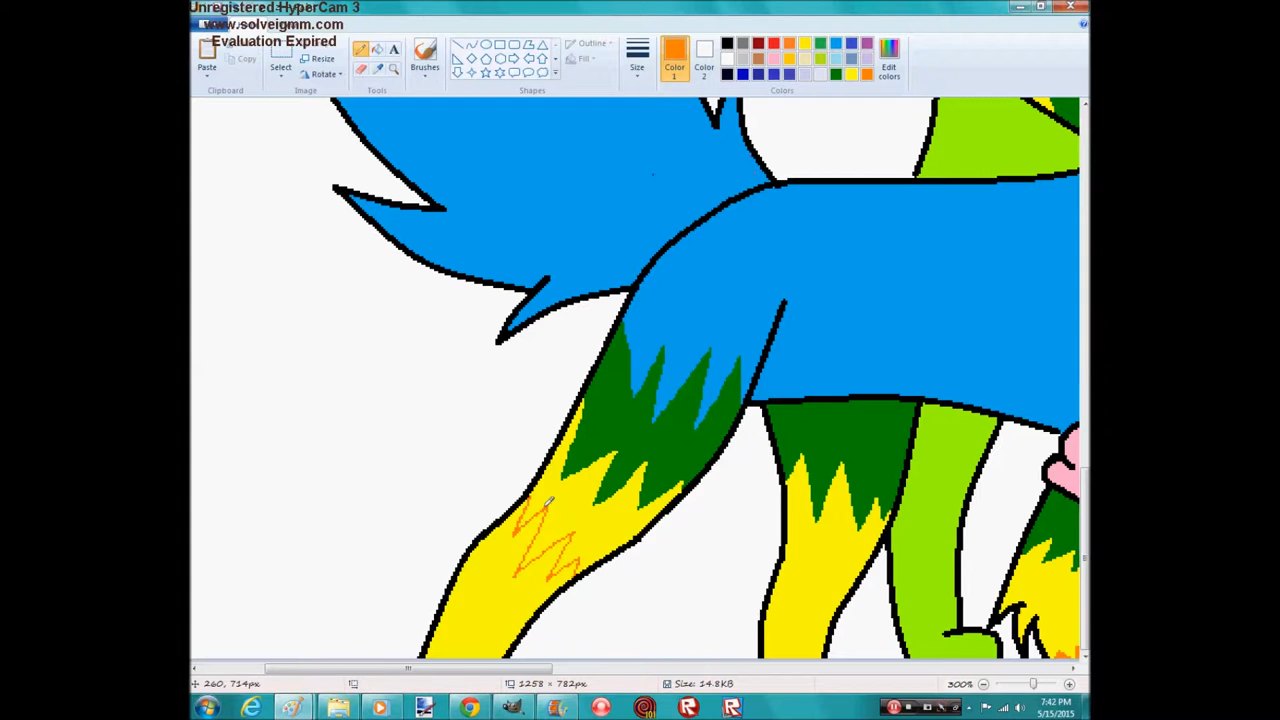 Unregistered HyperCam 3
www.solveigmm.com
Evaluation Expired
Paste
Copy
Select
Resize
Rotate
A
Brushes
Outline
Fill
Size
Color 1
Color 2
Edit colors
Clipboard
Image
Tools
Shapes
Colors
260, 714px
1258 × 782px
Size: 14.8KB
300%
101
7:42 PM
5/15/2015